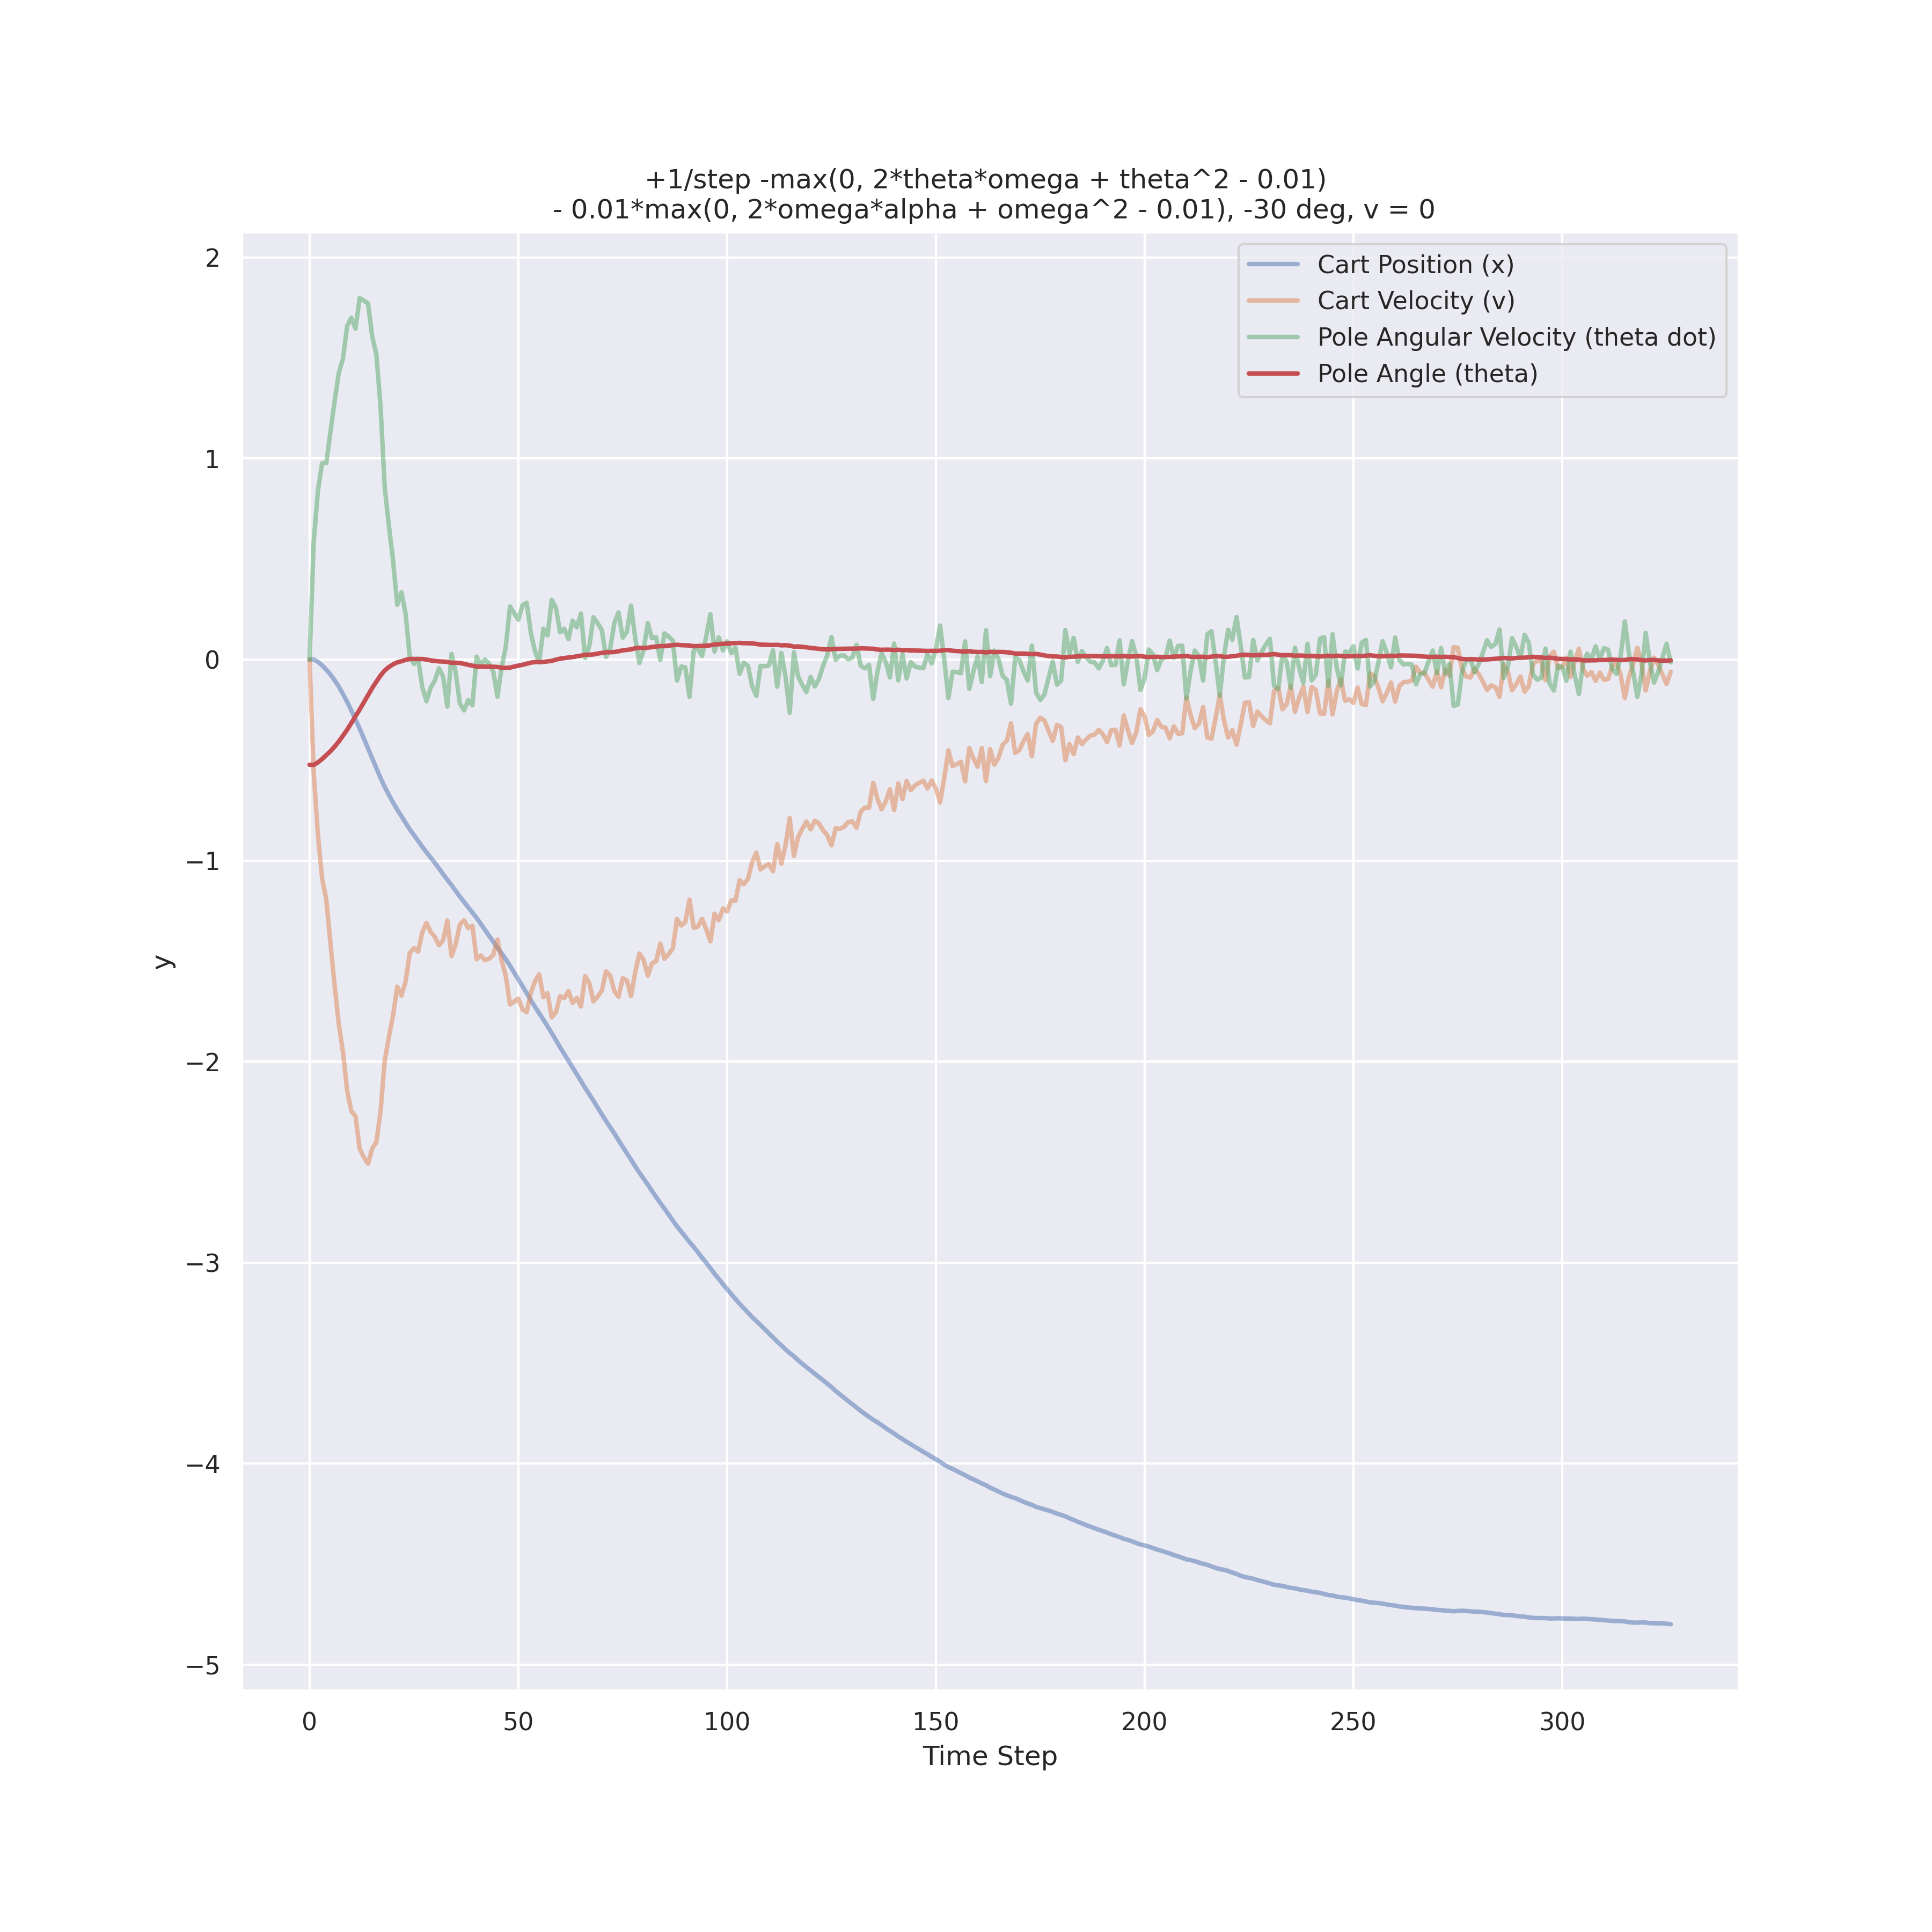 +1/step -max(0, 2*theta*omega + theta^2 - 0.01)
- 0.01*max(0, 2*omega*alpha + omega^2 - 0.01), -30 deg, v = 0
Cart Position (x)
Cart Velocity (v)
Pole Angular Velocity (theta dot)
Pole Angle (theta)
2
1
0
−1
−2
−3
−4
−5
y
0 50 100 150 200 250 300
Time Step